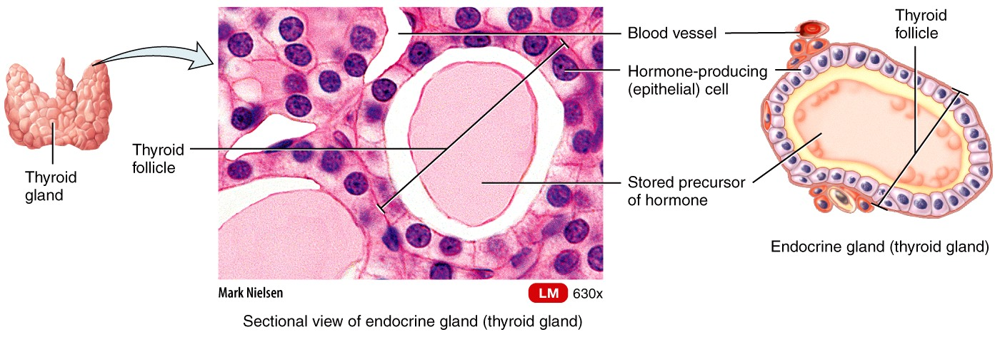 Thyroid
gland
Thyroid
follicle
Blood vessel
Hormone-producing
(epithelial) cell
Stored precursor
of hormone
Thyroid
follicle
Endocrine gland (thyroid gland)
Mark Nielsen
LM 630x
Sectional view of endocrine gland (thyroid gland)